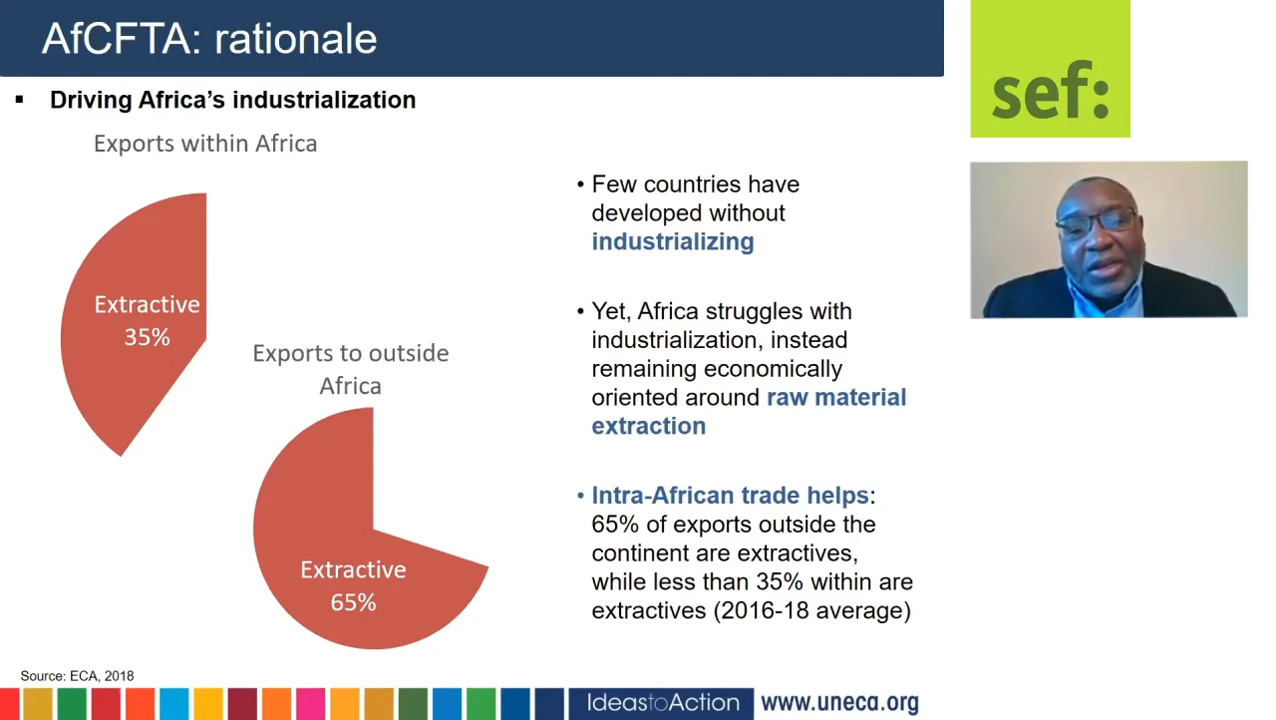 AfCFTA: rationale
▪ Driving Africa's industrialization
Exports within Africa
Extractive
35%
Exports to outside
Africa
Extractive
65%
• Few countries have
developed without
industrializing
• Yet, Africa struggles with
industrialization, instead
remaining economically
oriented around raw material
extraction
• Intra-African trade helps:
65% of exports outside the
continent are extractives,
while less than 35% within are
extractives (2016-18 average)
Source: ECA, 2018
IdeastoAction
www.uneca.org
sef: